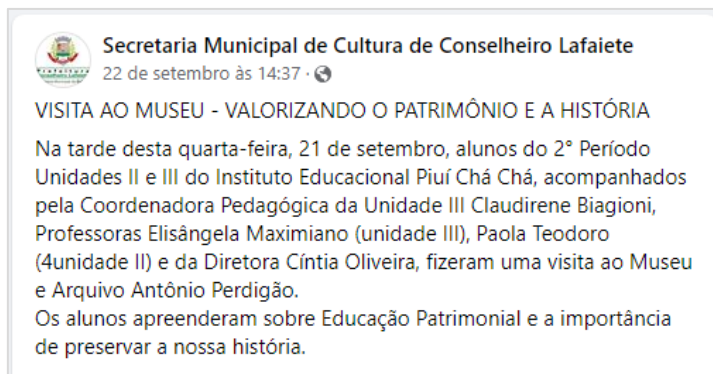 Secretaria Municipal de Cultura de Conselheiro Lafaiete
22 de setembro às 14:37 ·
VISITA AO MUSEU - VALORIZANDO O PATRIMÔNIO E A HISTÓRIA
Na tarde desta quarta-feira, 21 de setembro, alunos do 2° Período
Unidades II e III do Instituto Educacional Piuí Chá Chá, acompanhados
pela Coordenadora Pedagógica da Unidade III Claudirene Biagioni,
Professoras Elisângela Maximiano (unidade III), Paola Teodoro
(4unidade II) e da Diretora Cíntia Oliveira, fizeram uma visita ao Museu
e Arquivo Antônio Perdigão.
Os alunos apreenderam sobre Educação Patrimonial e a importância
de preservar a nossa história.